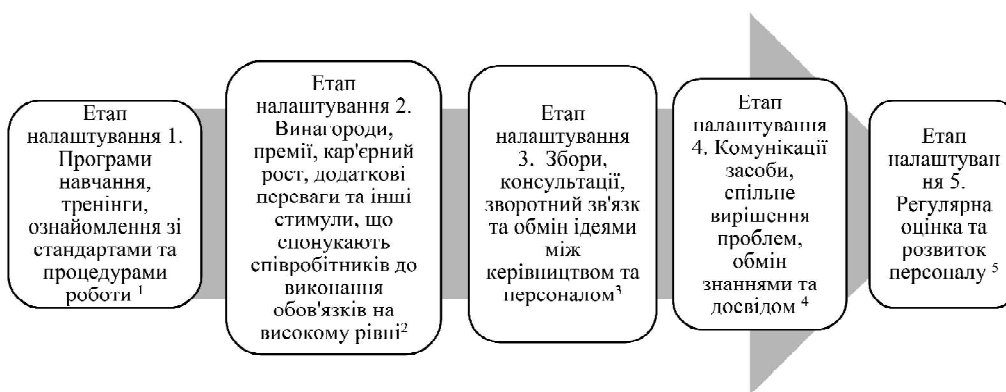 Етап
налаштування 1.
Програми
навчання,
тренінги,
ознайомлення зі
стандартами та
процедурами
роботи ¹
Етап
налаштування 2.
Винагороди,
премії, кар'єрний
рост, додаткові
переваги та інші
стимули, що
спонукають
співробітників до
виконання
обов'язків на
високому рівні²
Етап
налаштування
3. Збори,
консультації,
зворотний зв'язк
та обмін ідеями
між
керівництвом та
персоналом³
Етап
налаштування
4. Комунікації
засоби,
спільне
вирішення
проблем,
обмін
знаннями та
досвідом ⁴
Етап
налаштуван
ня 5.
Регулярна
оцінка та
розвиток
персоналу ⁵